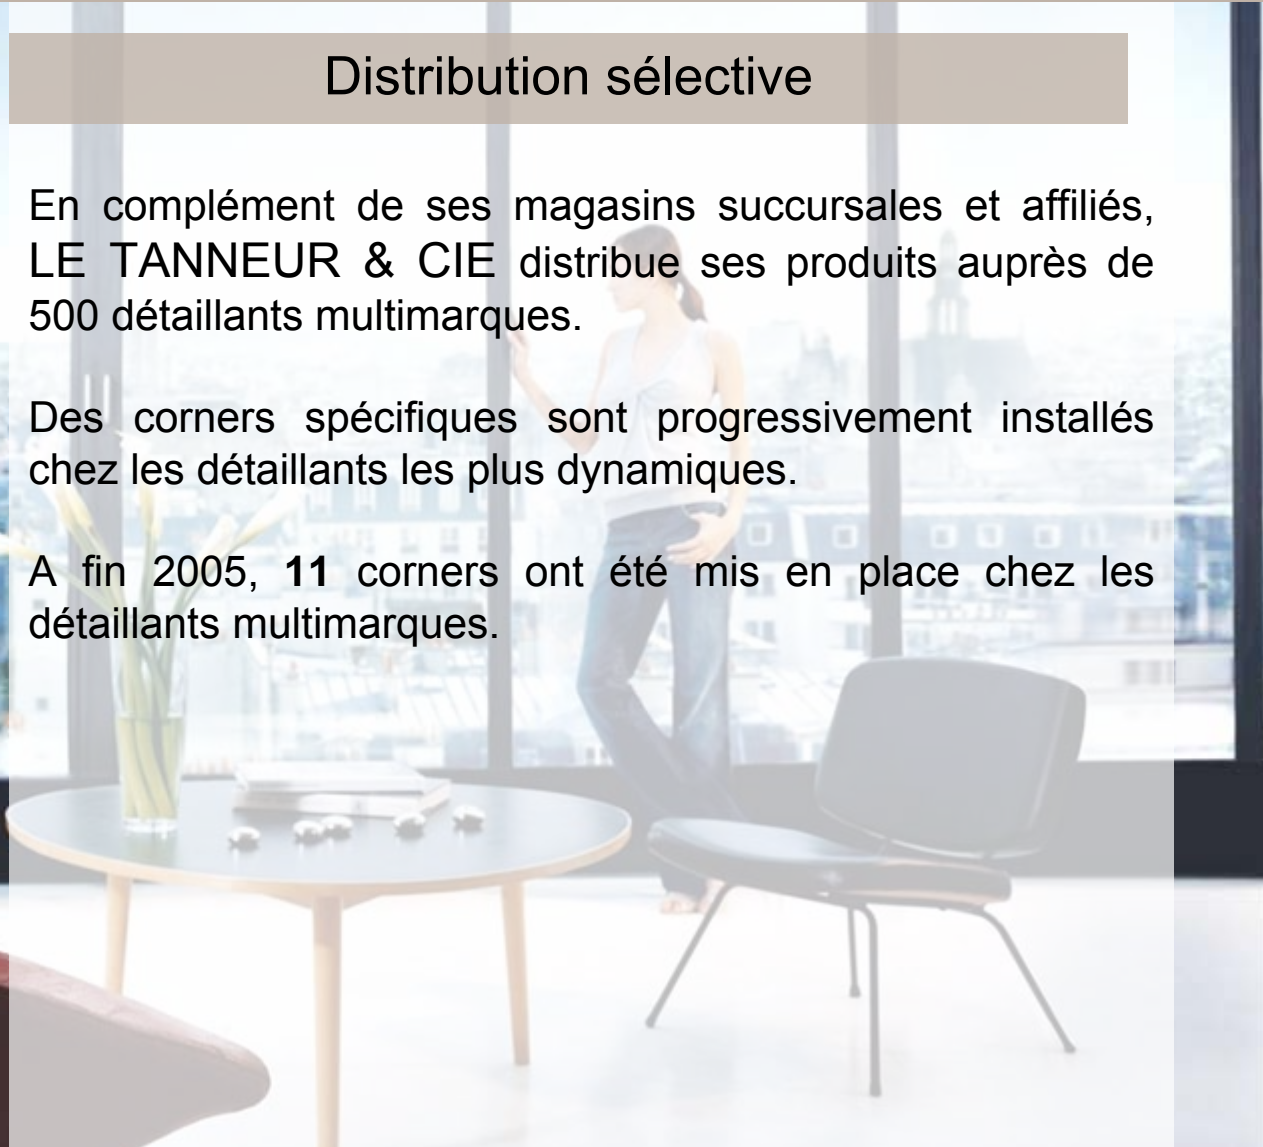 Distribution sélective
En complément de ses magasins succursales et affiliés,
LE TANNEUR & CIE distribue ses produits auprès de
500 détaillants multimarques.
Des corners spécifiques sont progressivement installés
chez les détaillants les plus dynamiques.
A fin 2005, 11 corners ont été mis en place chez les
détaillants multimarques.